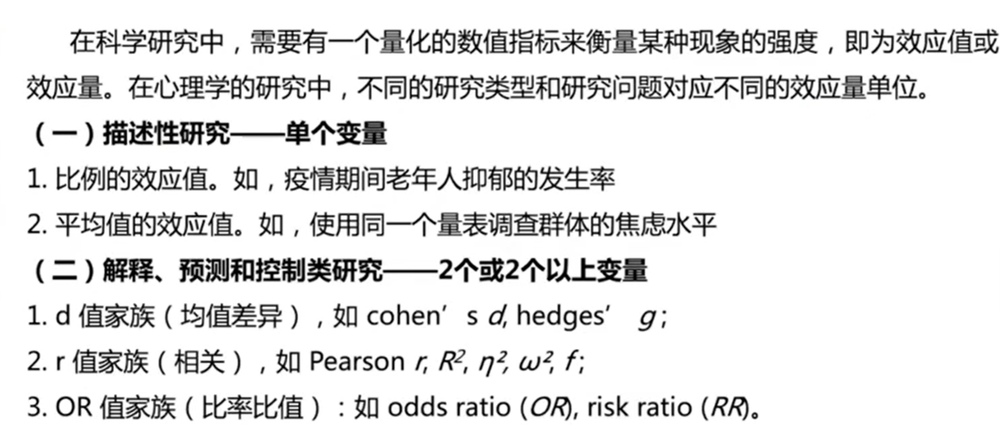 在科学研究中，需要有一个量化的数值指标来衡量某种现象的强度，即为效应值或
效应量。在心理学的研究中，不同的研究类型和研究问题对应不同的效应量单位。
（一）描述性研究——单个变量
1. 比例的效应值。如，疫情期间老年人抑郁的发生率
2. 平均值的效应值。如，使用同一个量表调查群体的焦虑水平
（二）解释、预测和控制类研究——2个或2个以上变量
1. d 值家族（均值差异），如 cohen’s d, hedges’ g；
2. r 值家族（相关），如 Pearson r, R², η², ω², f；
3. OR 值家族（比率比值）：如 odds ratio (OR), risk ratio (RR)。